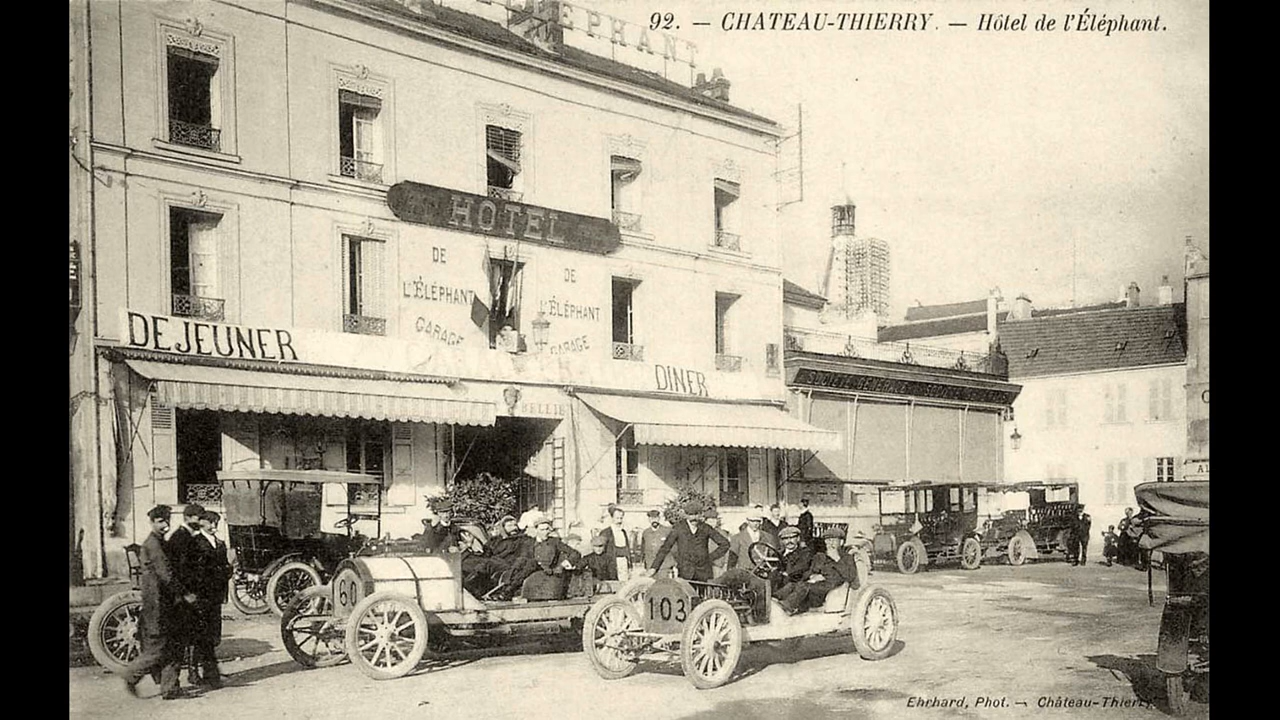 92. — CHATEAU-THIERRY. — Hôtel de l'Éléphant.
ÉLÉPHANT
HOTEL
DE
L'ÉLÉPHANT
GARAGE
DE
L'ÉLÉPHANT
GARAGE
DEJEUNER
DINER
60
103
Ehrhard, Phot. — Château-Thierry